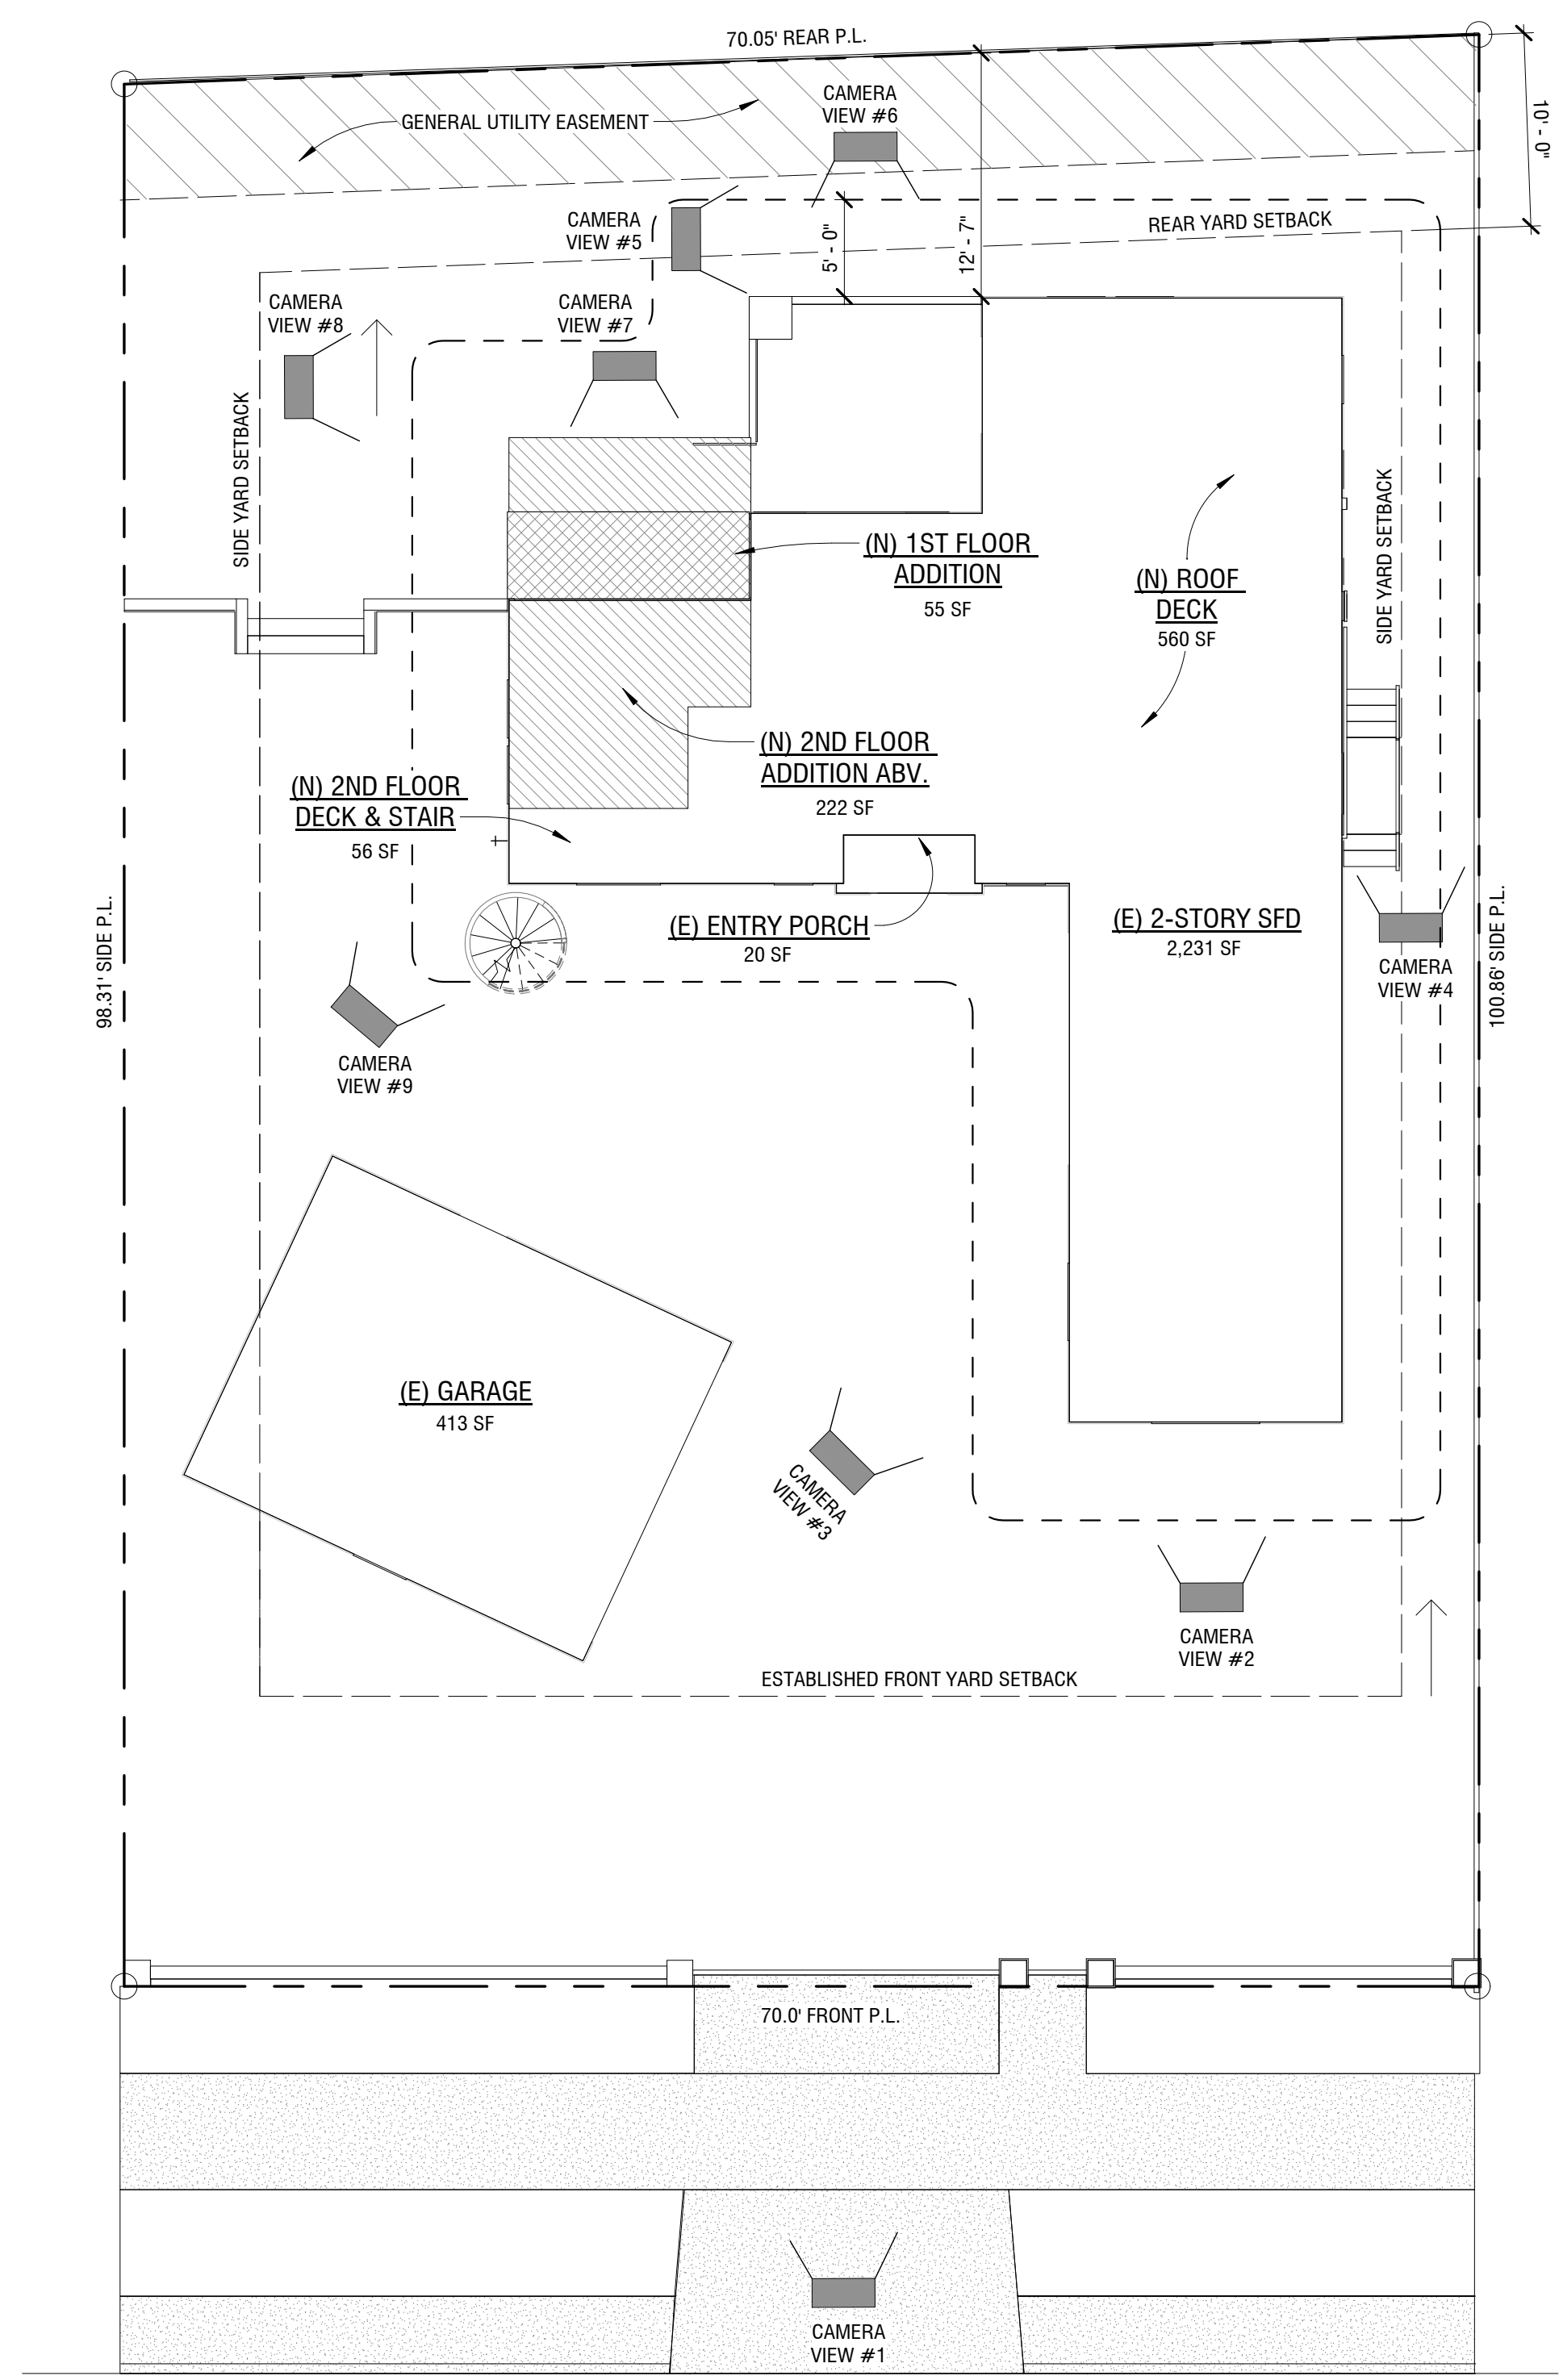 70.05' REAR P.L.
GENERAL UTILITY EASEMENT
CAMERA
VIEW #6
10' - 0"
CAMERA
VIEW #5
5' - 0"
12' - 7"
REAR YARD SETBACK
CAMERA
VIEW #8
CAMERA
VIEW #7
SIDE YARD SETBACK
(N) 1ST FLOOR
ADDITION
55 SF
(N) ROOF
DECK
560 SF
SIDE YARD SETBACK
(N) 2ND FLOOR
ADDITION ABV.
222 SF
(N) 2ND FLOOR
DECK & STAIR
56 SF
(E) ENTRY PORCH
20 SF
(E) 2-STORY SFD
2,231 SF
98.31' SIDE P.L.
100.86' SIDE P.L.
CAMERA
VIEW #4
CAMERA
VIEW #9
(E) GARAGE
413 SF
CAMERA
VIEW #3
CAMERA
VIEW #2
ESTABLISHED FRONT YARD SETBACK
70.0' FRONT P.L.
CAMERA
VIEW #1